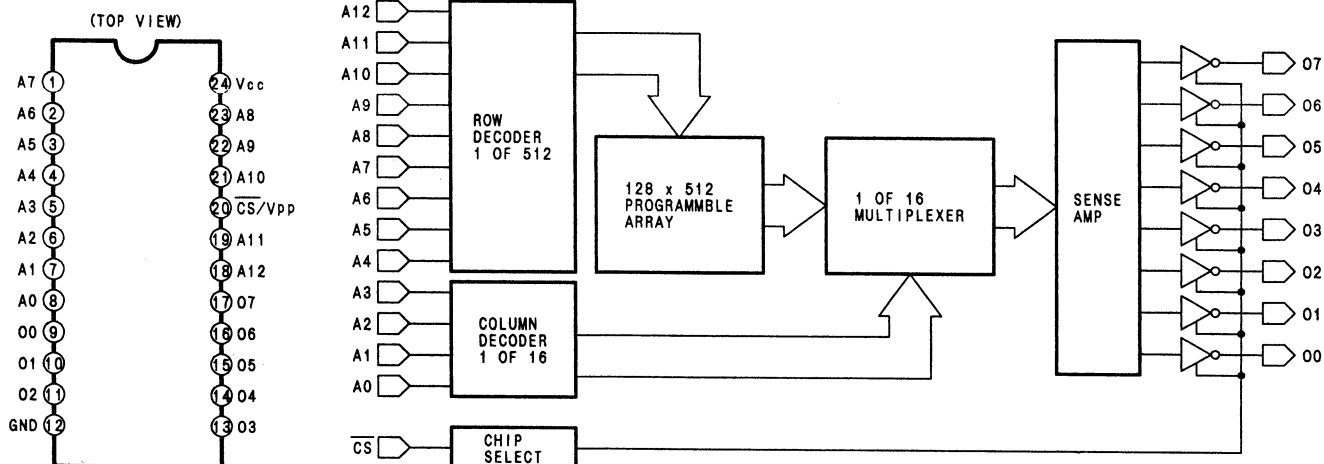 (TOP VIEW)
A7 1
A6 2
A5 3
A4 4
A3 5
A2 6
A1 7
A0 8
O0 9
O1 10
O2 11
GND 12
24 Vcc
23 A8
22 A9
21 A10
20 CS/Vpp
19 A11
18 A12
17 O7
16 O6
15 O5
14 O4
13 O3
A12
A11
A10
A9
A8
A7
A6
A5
A4
A3
A2
A1
A0
CS
ROW
DECODER
1 OF 512
COLUMN
DECODER
1 OF 16
CHIP
SELECT
128 x 512
PROGRAMMBLE
ARRAY
1 OF 16
MULTIPLEXER
SENSE
AMP
O7
O6
O5
O4
O3
O2
O1
O0